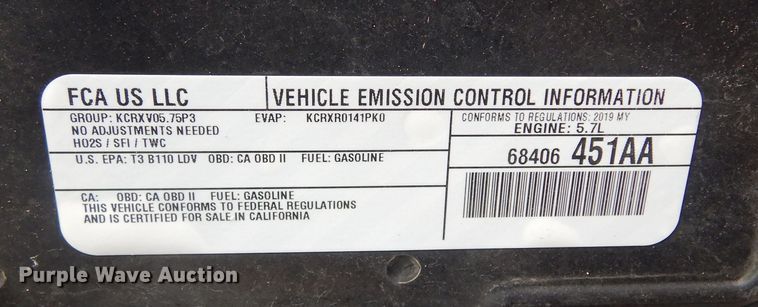 FCA US LLC
VEHICLE EMISSION CONTROL INFORMATION
GROUP: KCRXV05.75P3 EVAP: KCRXR0141PK0
NO ADJUSTMENTS NEEDED
HO2S / SFI / TWC
CONFORMS TO REGULATIONS: 2019 MY
ENGINE: 5.7L
U.S. EPA: T3 B110 LDV OBD: CA OBD II FUEL: GASOLINE
68406 451AA
CA: OBD: CA OBD II FUEL: GASOLINE
THIS VEHICLE CONFORMS TO FEDERAL REGULATIONS
AND IS CERTIFIED FOR SALE IN CALIFORNIA
Purple Wave Auction